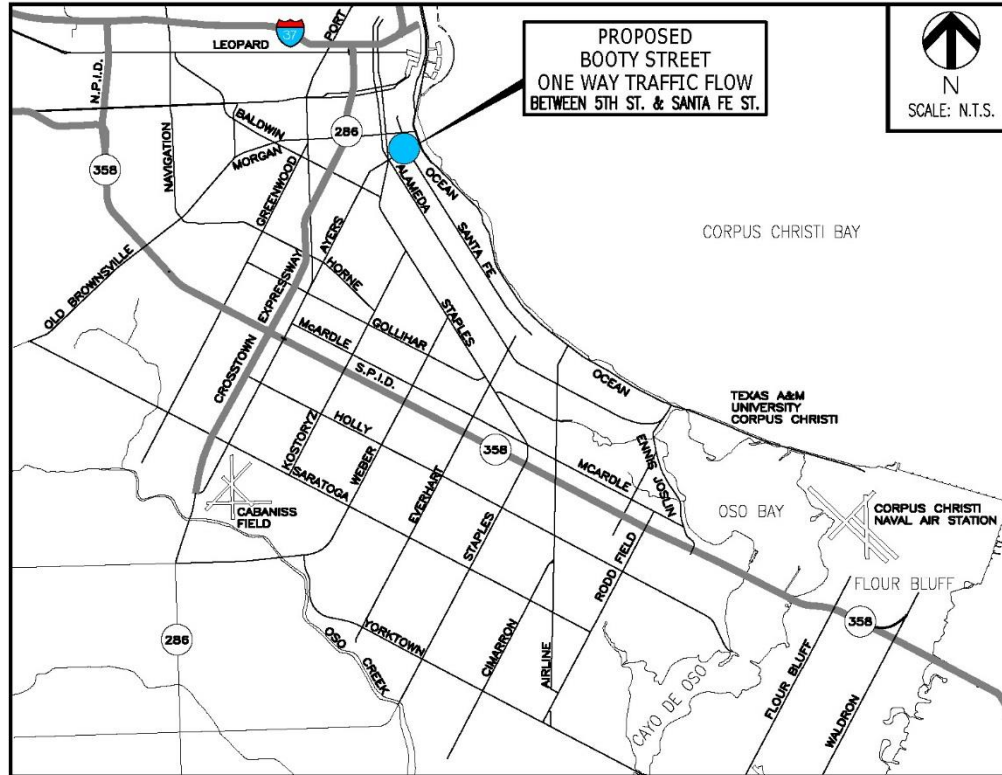 37
PORT
LEOPARD
N.P.I.D.
PROPOSED
BOOTY STREET
ONE WAY TRAFFIC FLOW
BETWEEN 5TH ST. & SANTA FE ST.
N
SCALE: N.T.S.
NAVIGATION
BALDWIN
MORGAN
286
358
GREENWOOD
ALAMEDA
OCEAN
SANTA FE
AYERS
CORPUS CHRISTI BAY
OLD BROWNSVILLE
CROSSTOWN EXPRESSWAY
HORNE
GOLLIHAR
STAPLES
McARDLE
S.P.I.D.
OCEAN
TEXAS A&M
UNIVERSITY
CORPUS CHRISTI
KOSTORYZ
HOLLY
WEBER
SARATOGA
EVERHART
358
STAPLES
MCARDLE
ENNIS JOSLIN
CABANISS
FIELD
RODD FIELD
OSO BAY
CORPUS CHRISTI
NAVAL AIR STATION
FLOUR BLUFF
286
OSO CREEK
YORKTOWN
CIMARRON
AIRLINE
CAYO DE OSO
358
FLOUR BLUFF
WALDRON